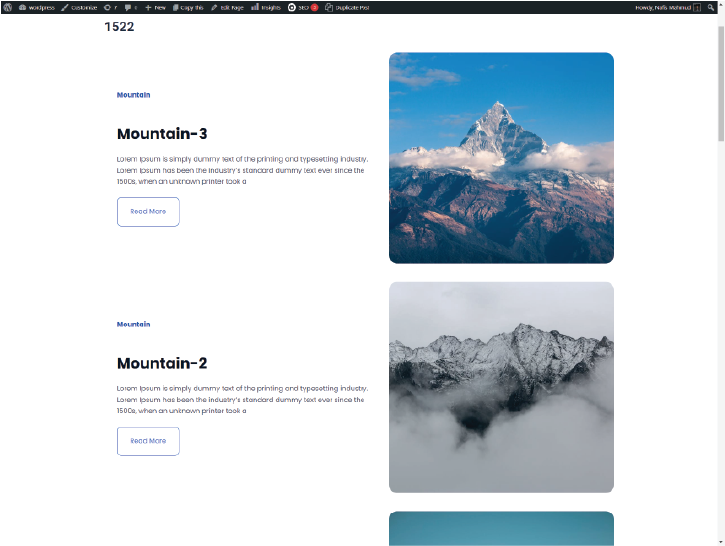 wordpress Customize 7 0 New Copy this Edit Page Insights SEO Duplicate Post Howdy, Nafis Mahmud
1522
Mountain
Mountain-3
Lorem Ipsum is simply dummy text of the printing and typesetting industry.
Lorem Ipsum has been the industry's standard dummy text ever since the
1500s, when an unknown printer took a
Read More
Mountain
Mountain-2
Lorem Ipsum is simply dummy text of the printing and typesetting industry.
Lorem Ipsum has been the industry's standard dummy text ever since the
1500s, when an unknown printer took a
Read More